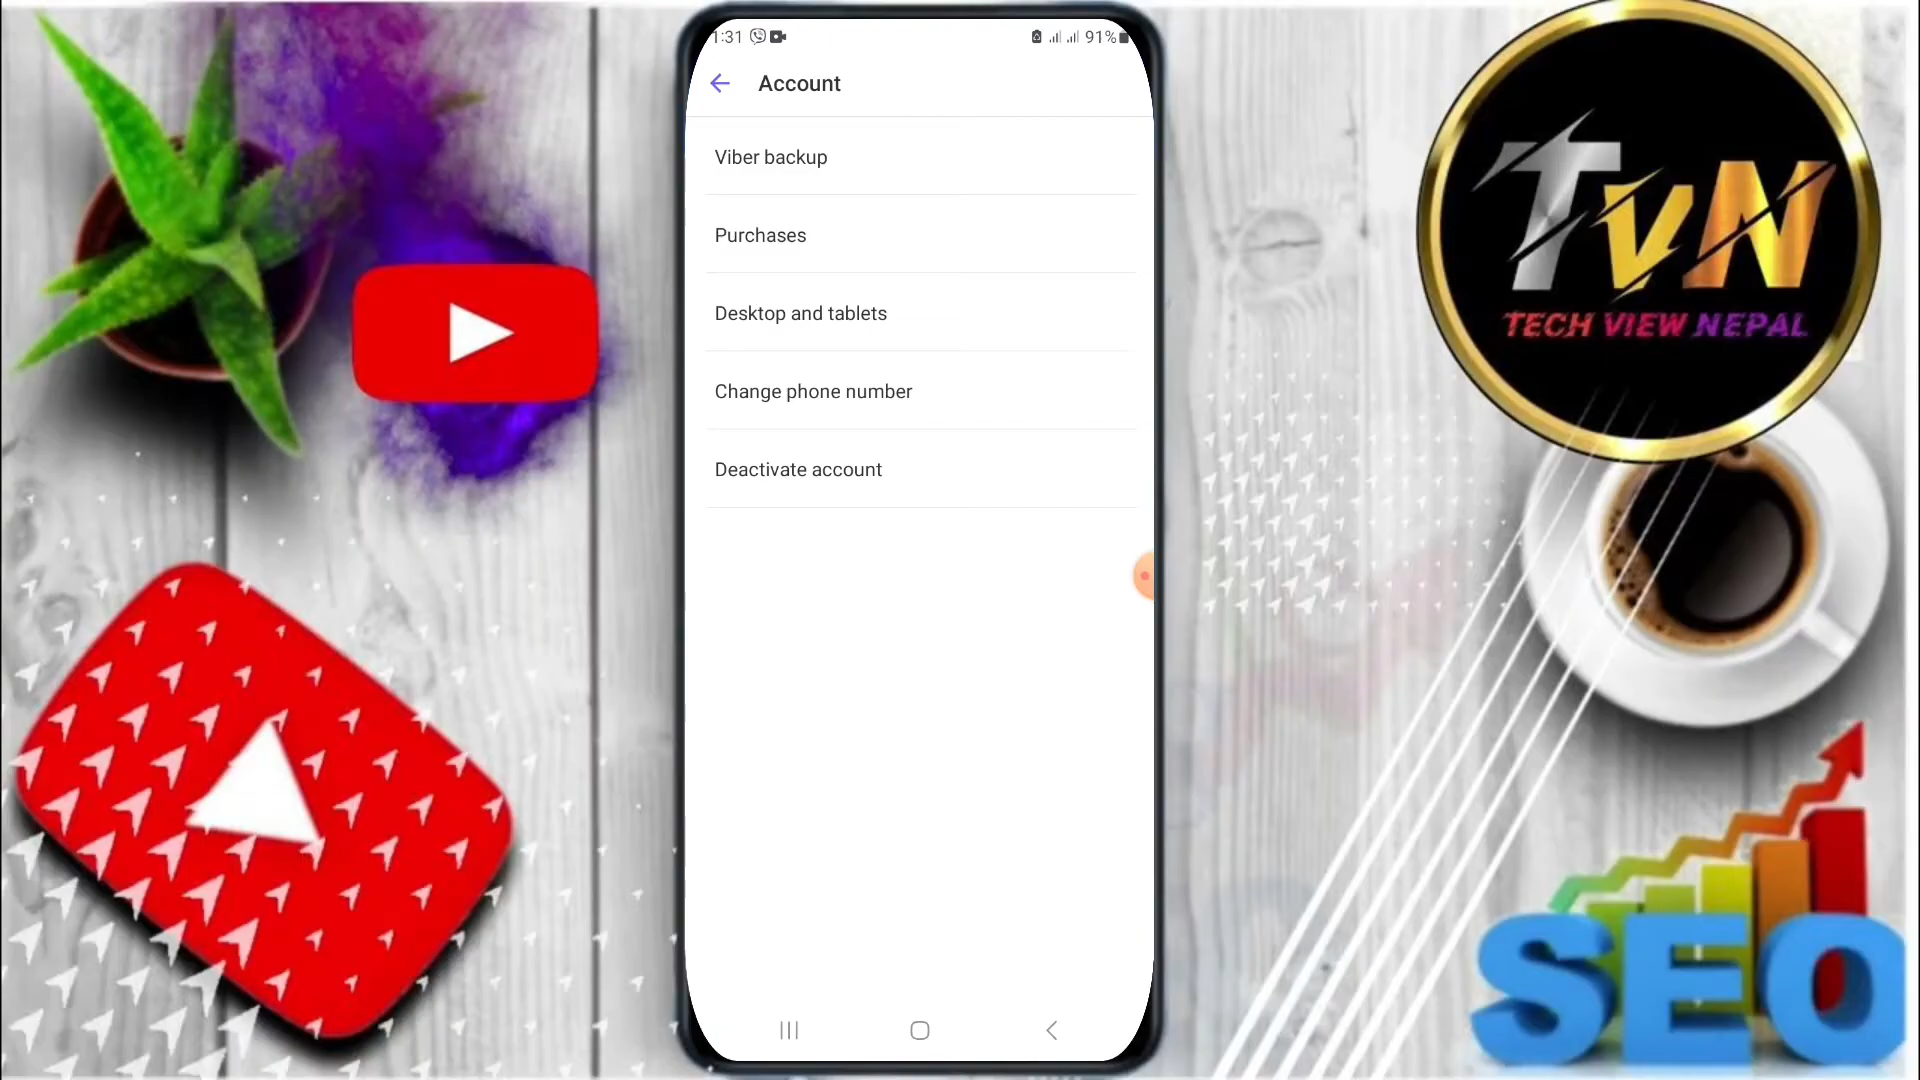 1:31
91%
Account
Viber backup
Purchases
Desktop and tablets
Change phone number
Deactivate account
TVN
TECH VIEW NEPAL
SEO